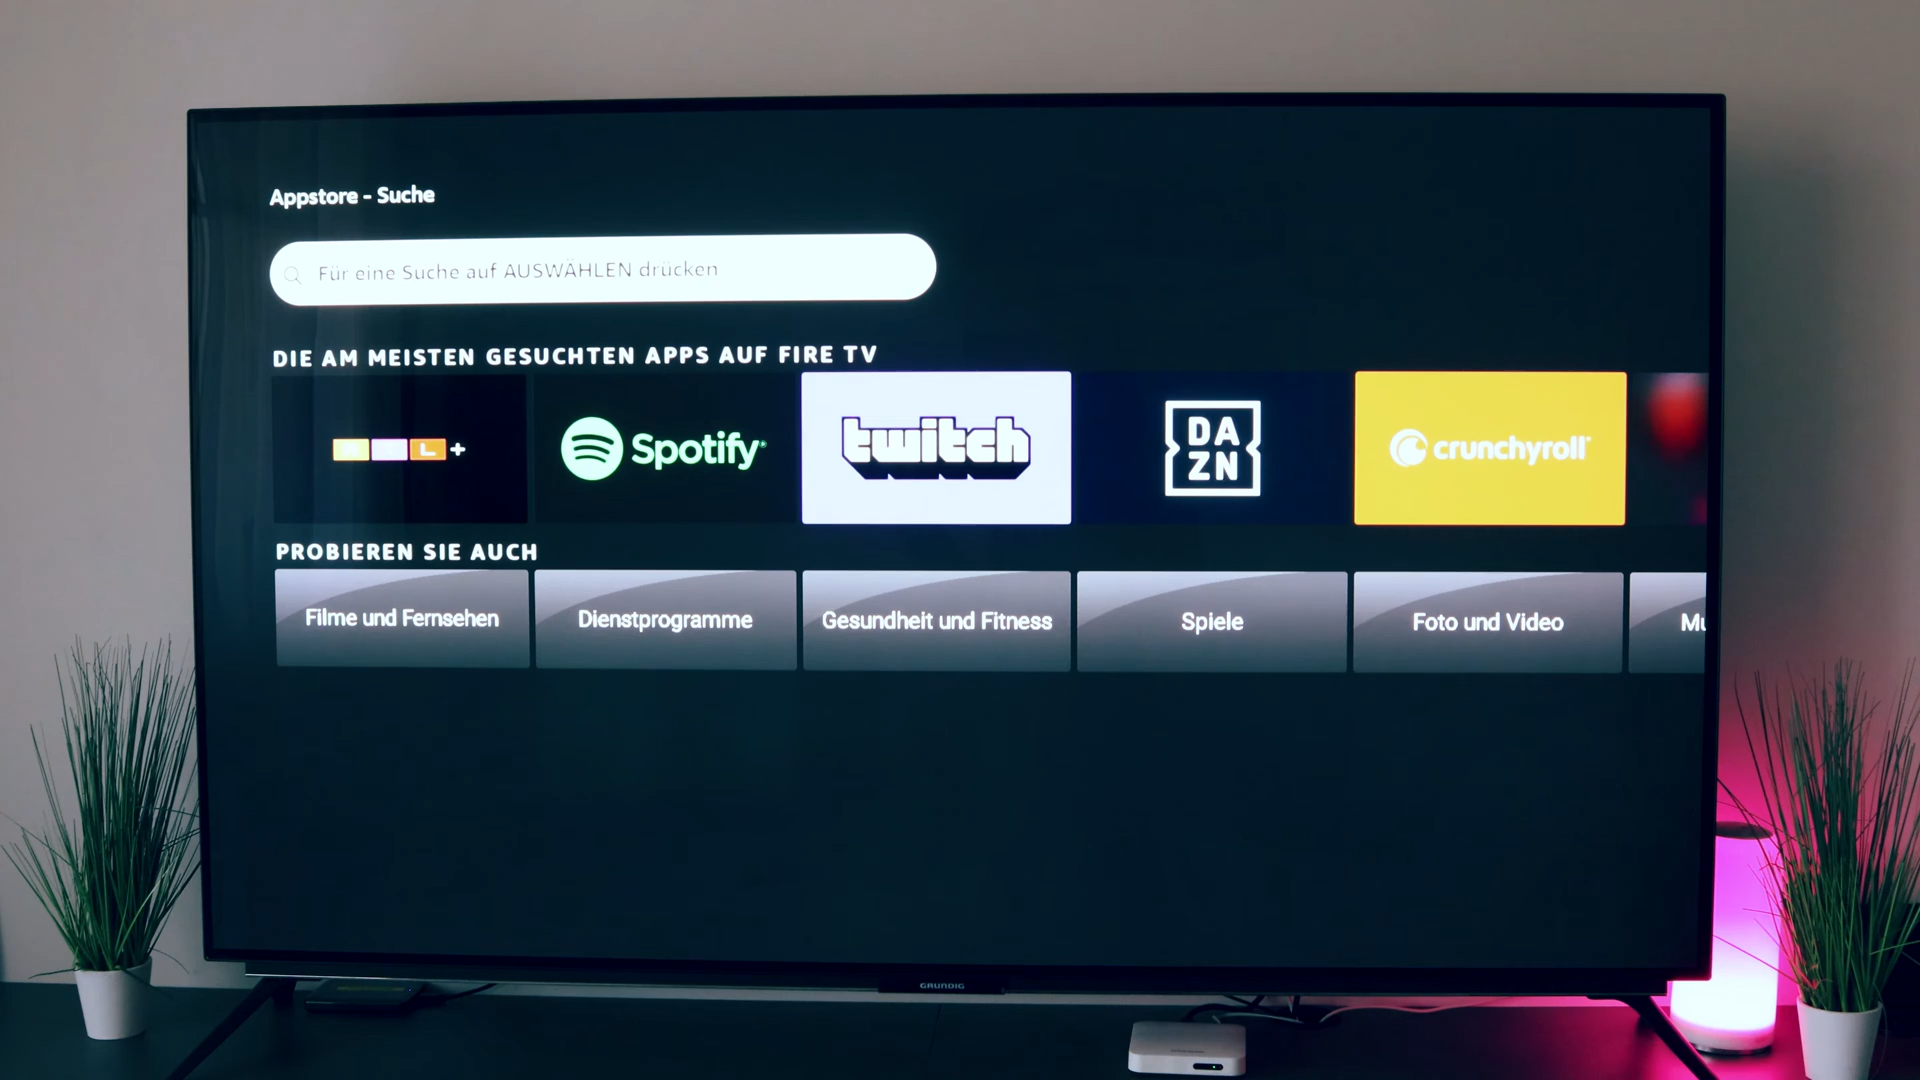 Appstore - Suche
Für eine Suche auf AUSWÄHLEN drücken
DIE AM MEISTEN GESUCHTEN APPS AUF FIRE TV
L+
Spotify
twitch
DA
ZN
crunchyroll
PROBIEREN SIE AUCH
Filme und Fernsehen
Dienstprogramme
Gesundheit und Fitness
Spiele
Foto und Video
GRUNDIG